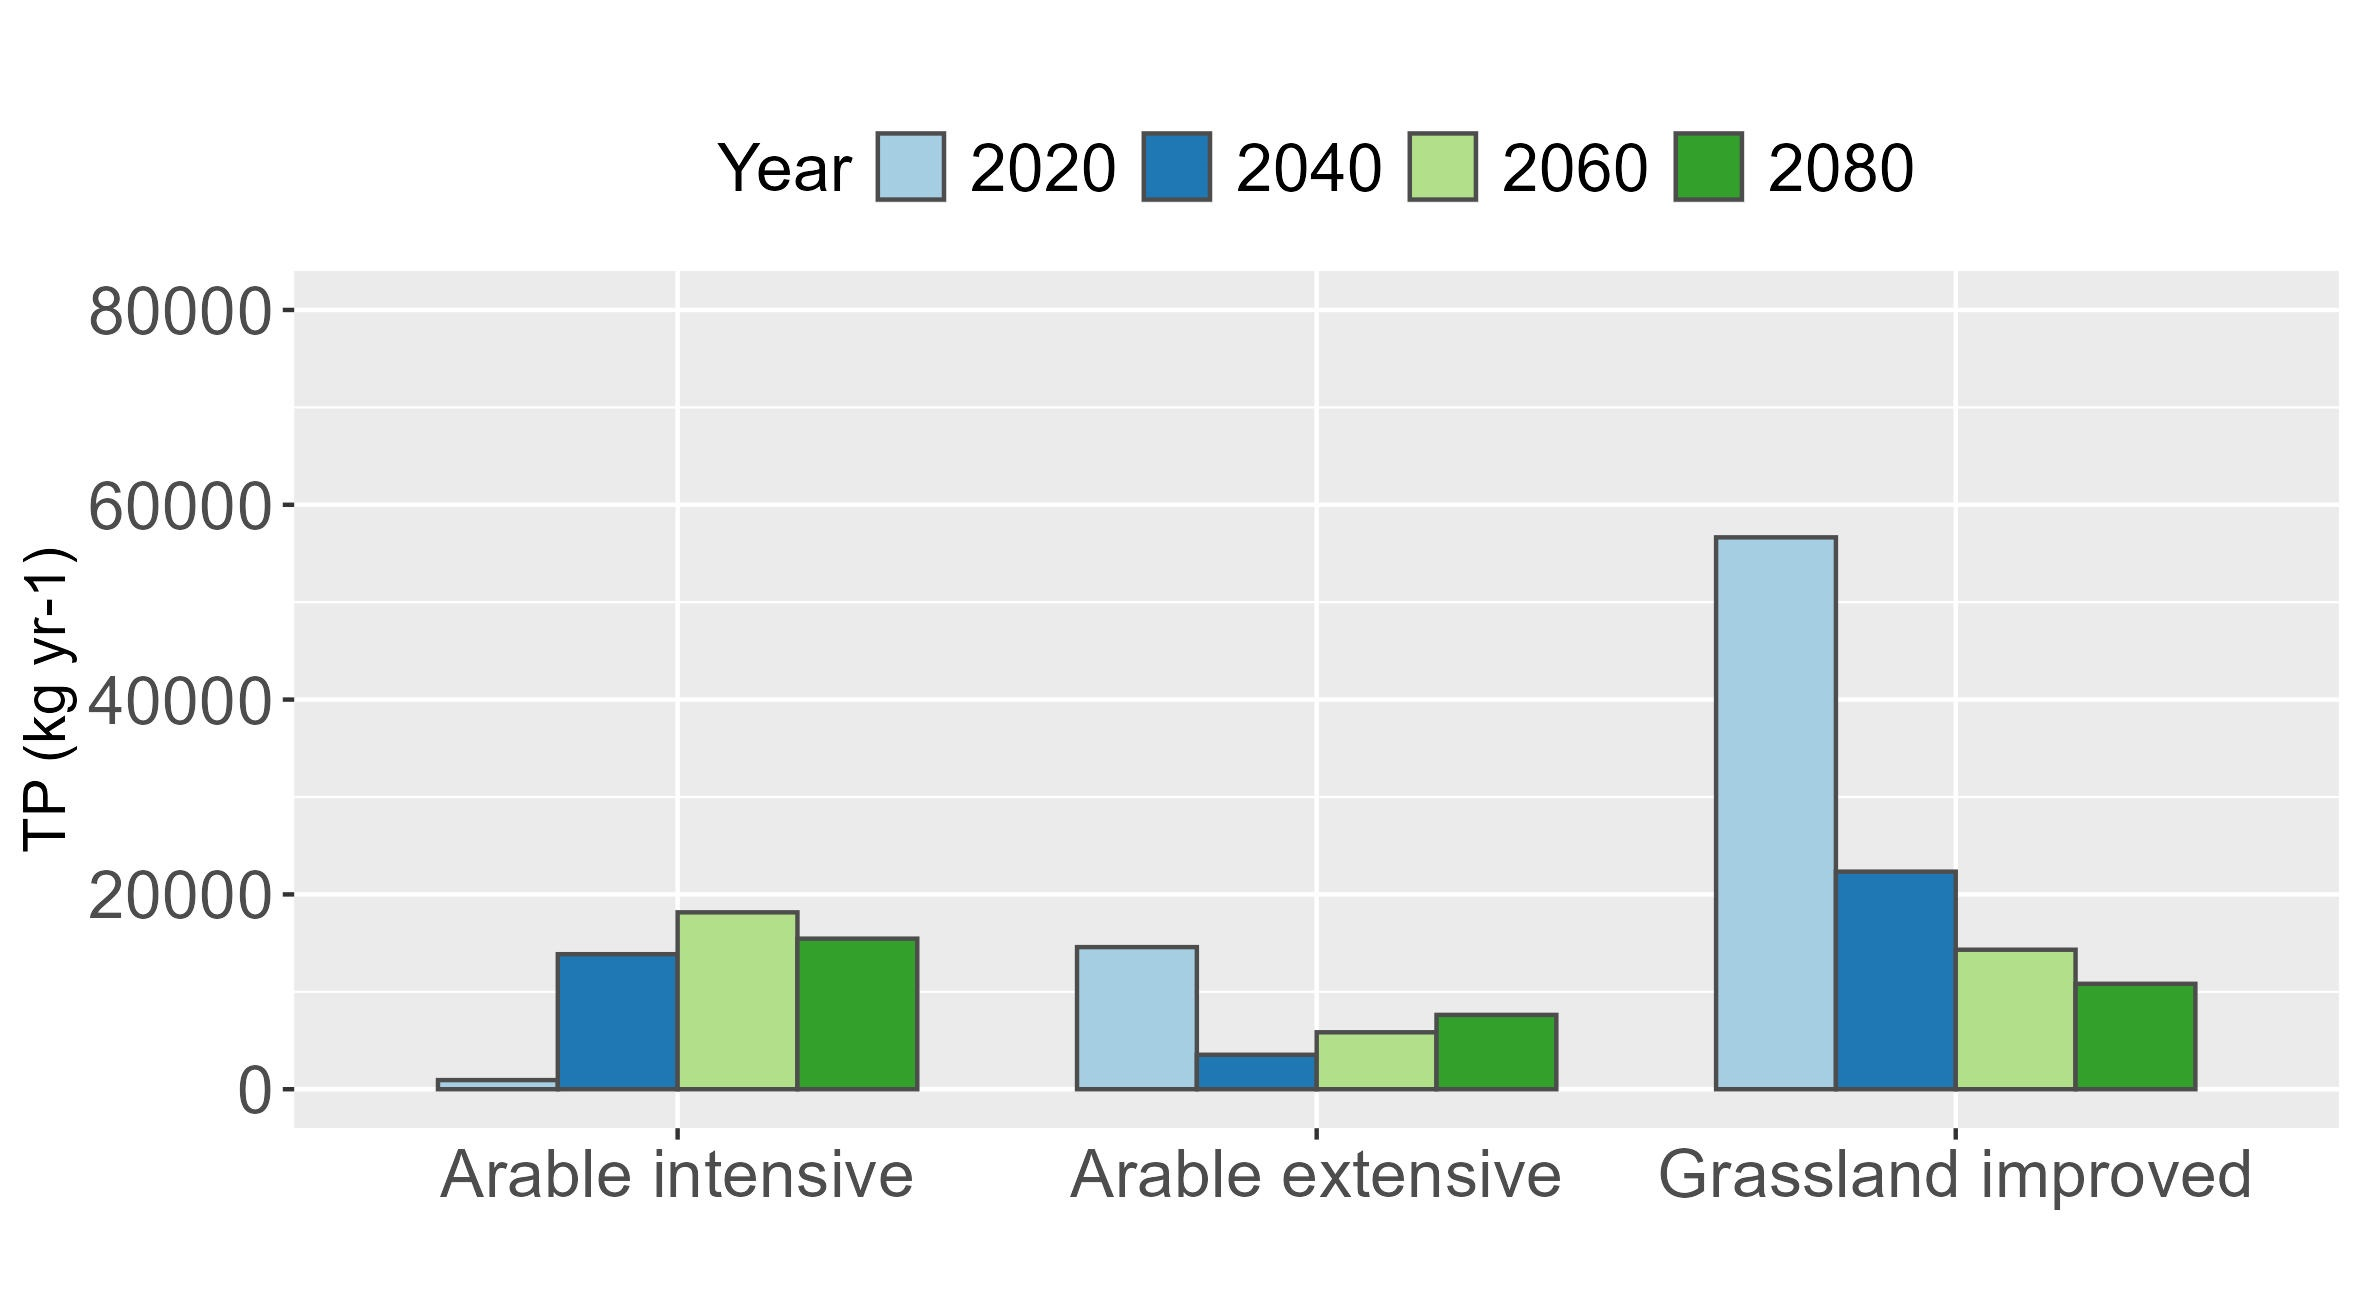 Year 2020 2040 2060 2080
80000
60000
40000
20000
0
TP (kg yr-1)
Arable intensive Arable extensive Grassland improved